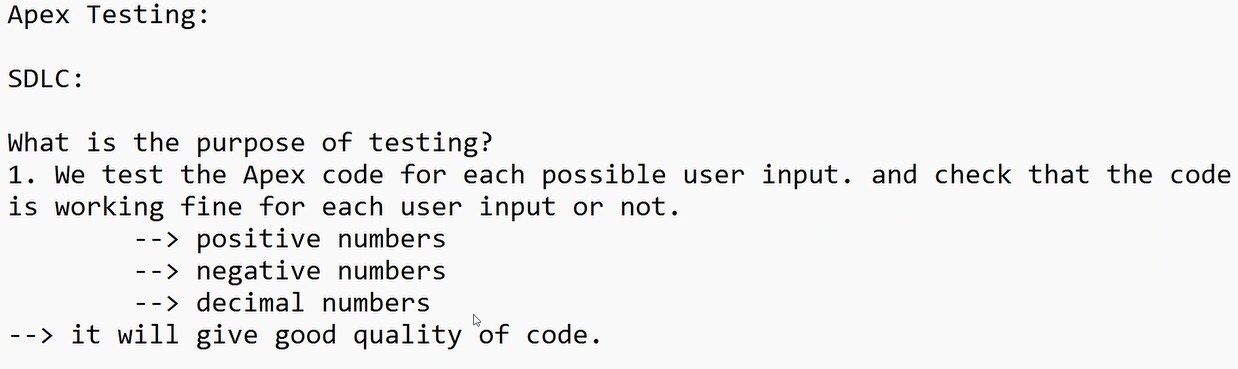 Apex Testing:
SDLC:
What is the purpose of testing?
1. We test the Apex code for each possible user input. and check that the code
is working fine for each user input or not.
--> positive numbers
--> negative numbers
--> decimal numbers
--> it will give good quality of code.